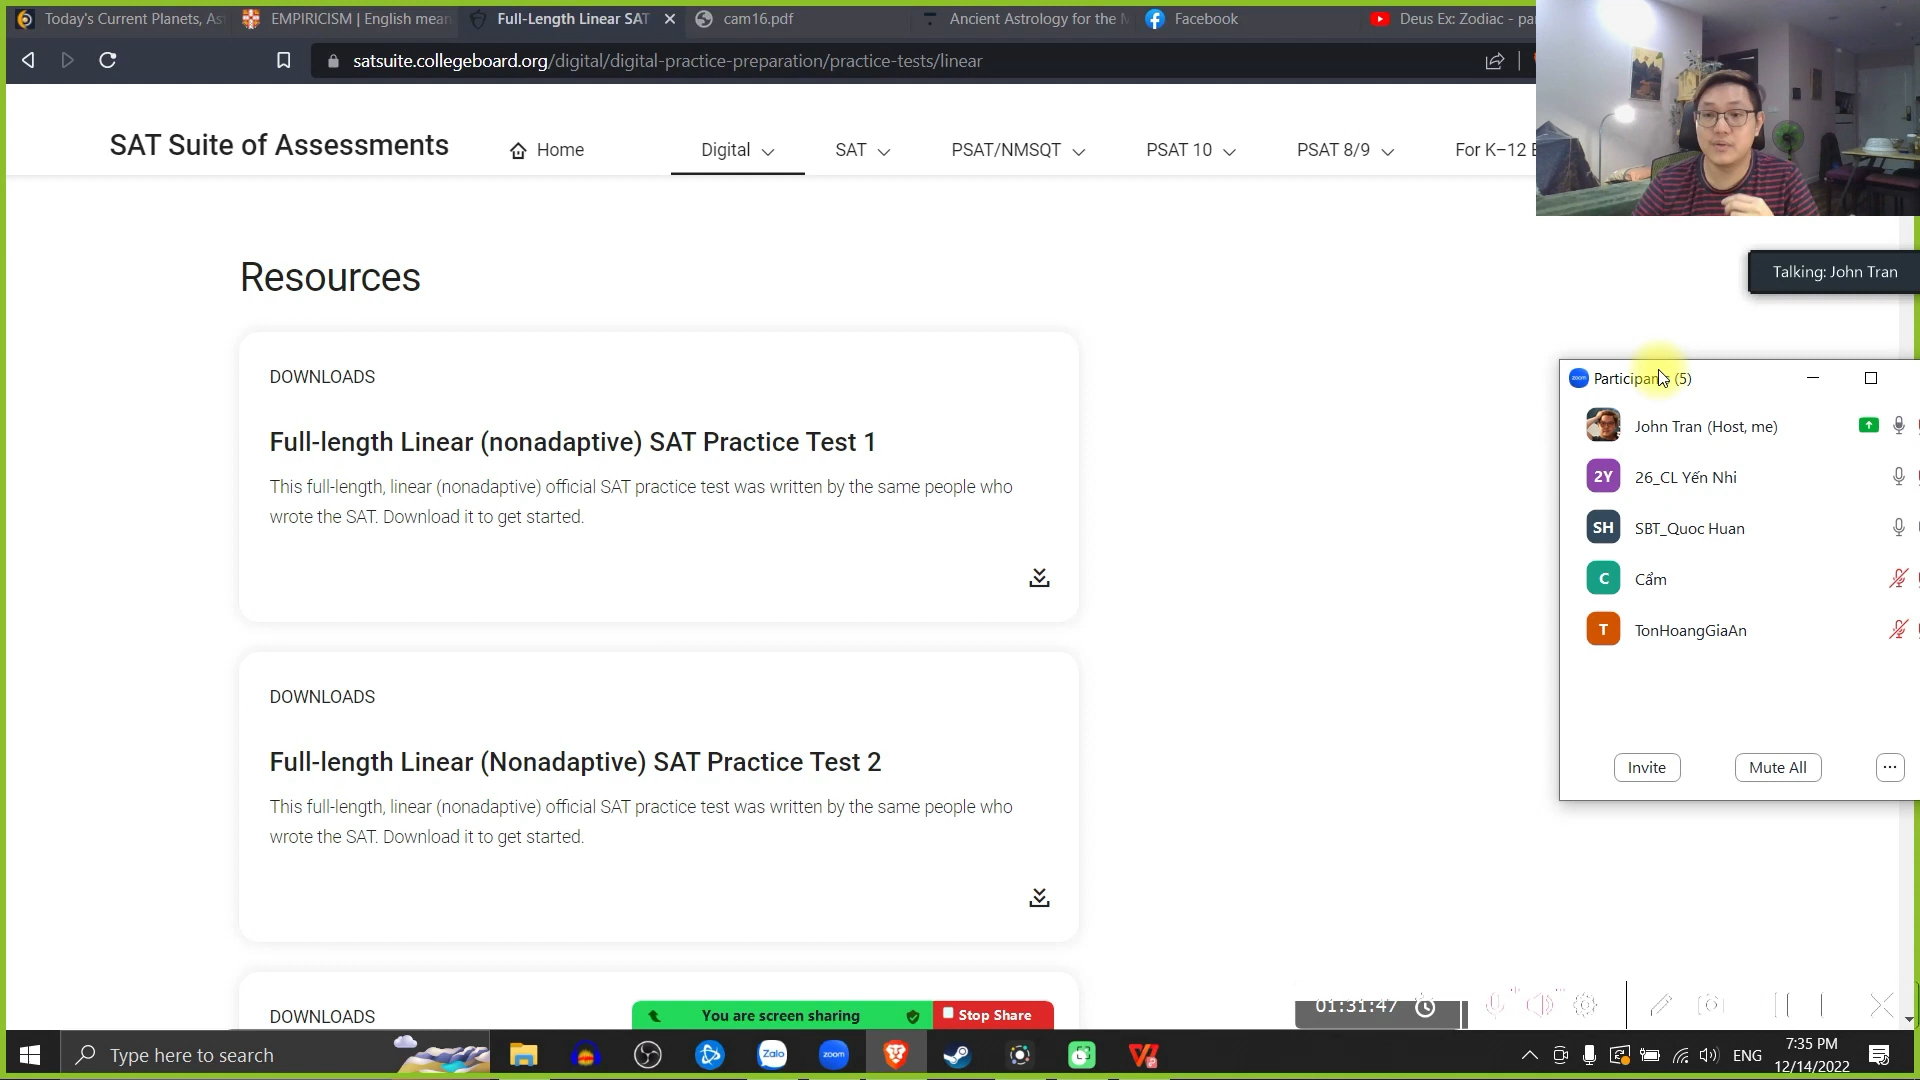 Today's Current Planets, As
EMPIRICISM | English mean
Full-Length Linear SAT
cam16.pdf
Ancient Astrology for the M
Facebook
Deus Ex: Zodiac - pa
satsuite.collegeboard.org/digital/digital-practice-preparation/practice-tests/linear
SAT Suite of Assessments
Home
Digital
SAT
PSAT/NMSQT
PSAT 10
PSAT 8/9
For K–12 E
Talking: John Tran
Resources
DOWNLOADS
Full-length Linear (nonadaptive) SAT Practice Test 1
This full-length, linear (nonadaptive) official SAT practice test was written by the same people who
wrote the SAT. Download it to get started.
DOWNLOADS
Full-length Linear (Nonadaptive) SAT Practice Test 2
This full-length, linear (nonadaptive) official SAT practice test was written by the same people who
wrote the SAT. Download it to get started.
DOWNLOADS
zoom
(5)
John Tran (Host, me)
2Y
26_CL Yến Nhi
SH
SBT_Quoc Huan
C
Cẩm
T
TonHoangGiaAn
Invite
Mute All
You are screen sharing
Stop Share
01:31:47
Type here to search
Zalo
zoom
ENG
7:35 PM
12/14/2022